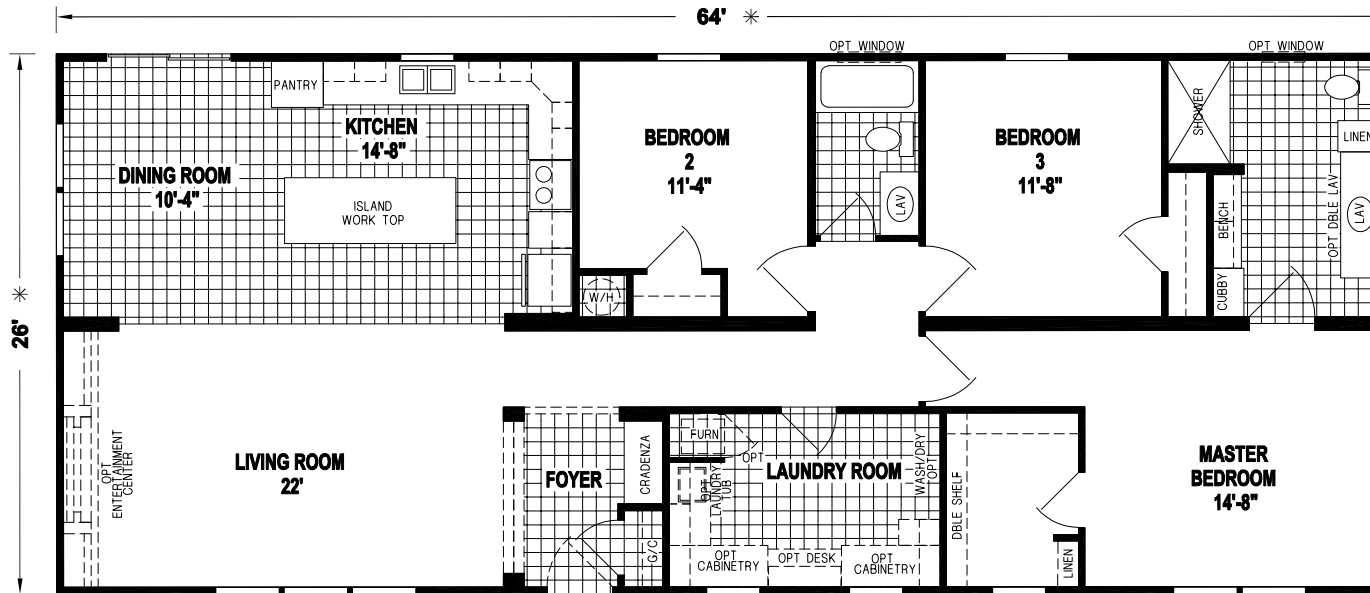 64' *
OPT WINDOW
OPT WINDOW
PANTRY
KITCHEN
14'-8"
DINING ROOM
10'-4"
ISLAND
WORK TOP
BEDROOM
2
11'-4"
LAV
BEDROOM
3
11'-8"
SHOWER
LINEN
OPT DBLE LAV
LAV
BENCH
CUBBY
W/H
26' *
OPT
ENTERTAINMENT
CENTER
LIVING ROOM
22'
FOYER
CRADENZA
G/C
FURN
OPT
OPT
LAUNDRY
TUB
LAUNDRY ROOM
WASH/DRY
OPT
OPT
CABINETRY
OPT DESK
OPT
CABINETRY
DBLE SHELF
LINEN
MASTER
BEDROOM
14'-8"